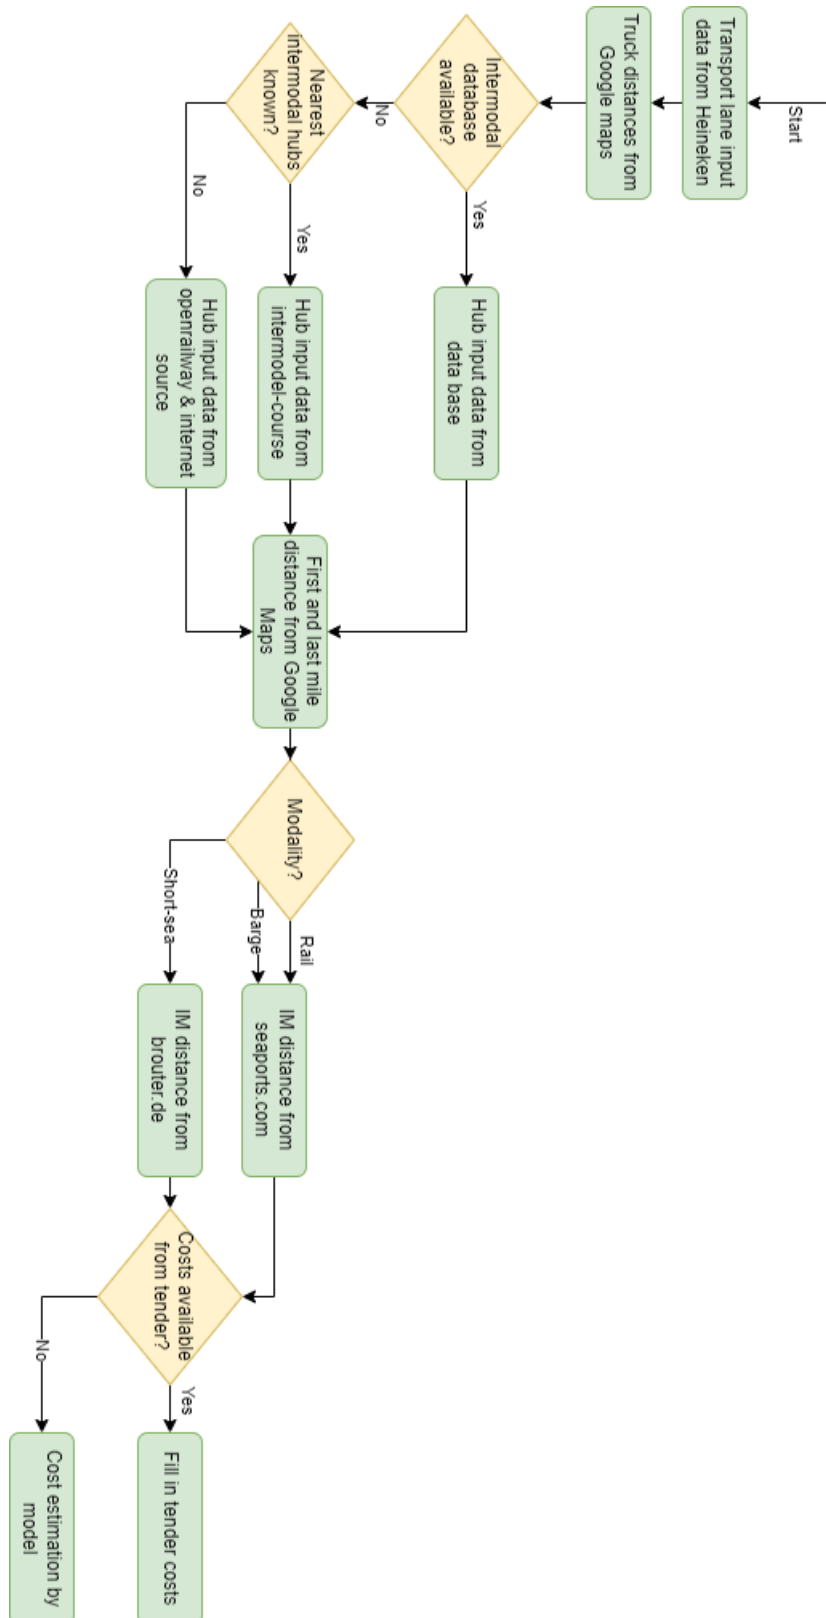 Start
Transport lane input
data from Heineken
Truck distances from
Google maps
Intermodal
database
available?
No
Yes
Nearest
intermodal hubs
known?
Yes
No
Hub input data from
data base
Hub input data from
intermodel-course
Hub input data from
openrailway & internet
source
First and last mile
distance from Google
Maps
Modality?
Rail
Barge
Short-sea
IM distance from
seaports.com
IM distance from
brouter.de
Costs available
from tender?
Yes
No
Fill in tender costs
Cost estimation by
model